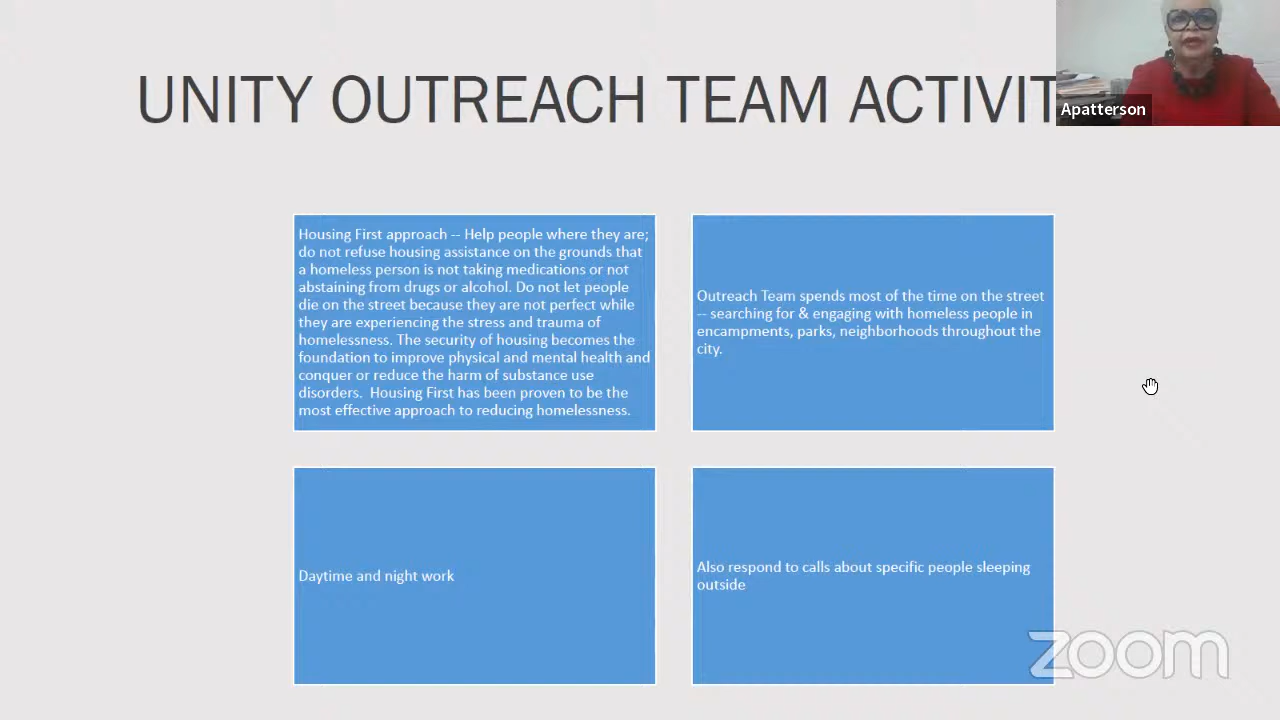 UNITY OUTREACH TEAM ACTIVIT
Apatterson
Housing First approach -- Help people where they are;
do not refuse housing assistance on the grounds that
a homeless person is not taking medications or not
abstaining from drugs or alcohol. Do not let people
die on the street because they are not perfect while
they are experiencing the stress and trauma of
homelessness. The security of housing becomes the
foundation to improve physical and mental health and
conquer or reduce the harm of substance use
disorders.  Housing First has been proven to be the
most effective approach to reducing homelessness.
Outreach Team spends most of the time on the street
-- searching for & engaging with homeless people in
encampments, parks, neighborhoods throughout the
city.
Daytime and night work
Also respond to calls about specific people sleeping
outside
zoom